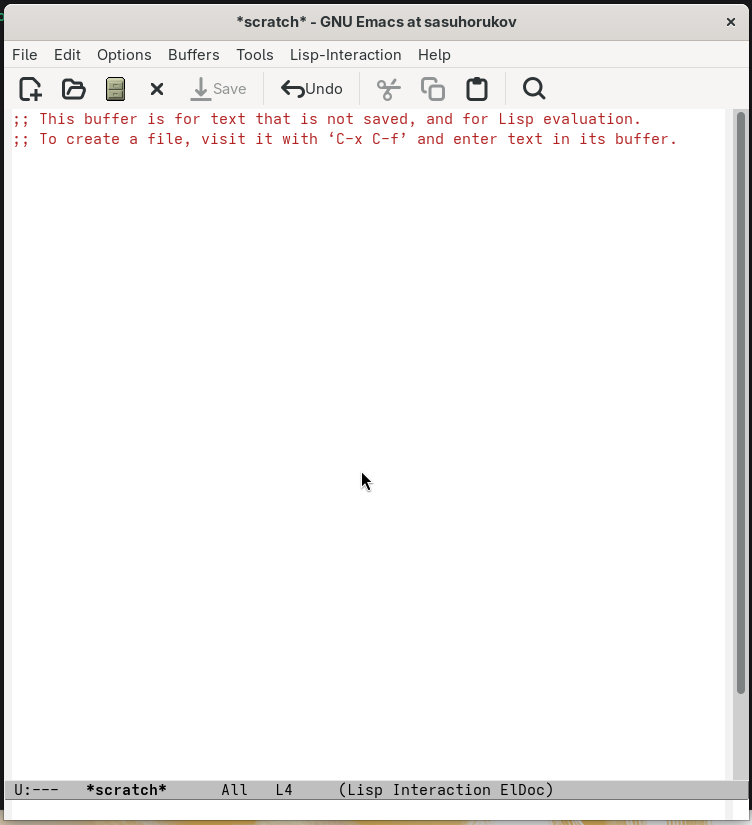 *scratch* - GNU Emacs at sasuhorukov
File Edit Options Buffers Tools Lisp-Interaction Help
Save Undo
;; This buffer is for text that is not saved, and for Lisp evaluation.
;; To create a file, visit it with ‘C-x C-f’ and enter text in its buffer.
U:--- *scratch* All L4 (Lisp Interaction ElDoc)